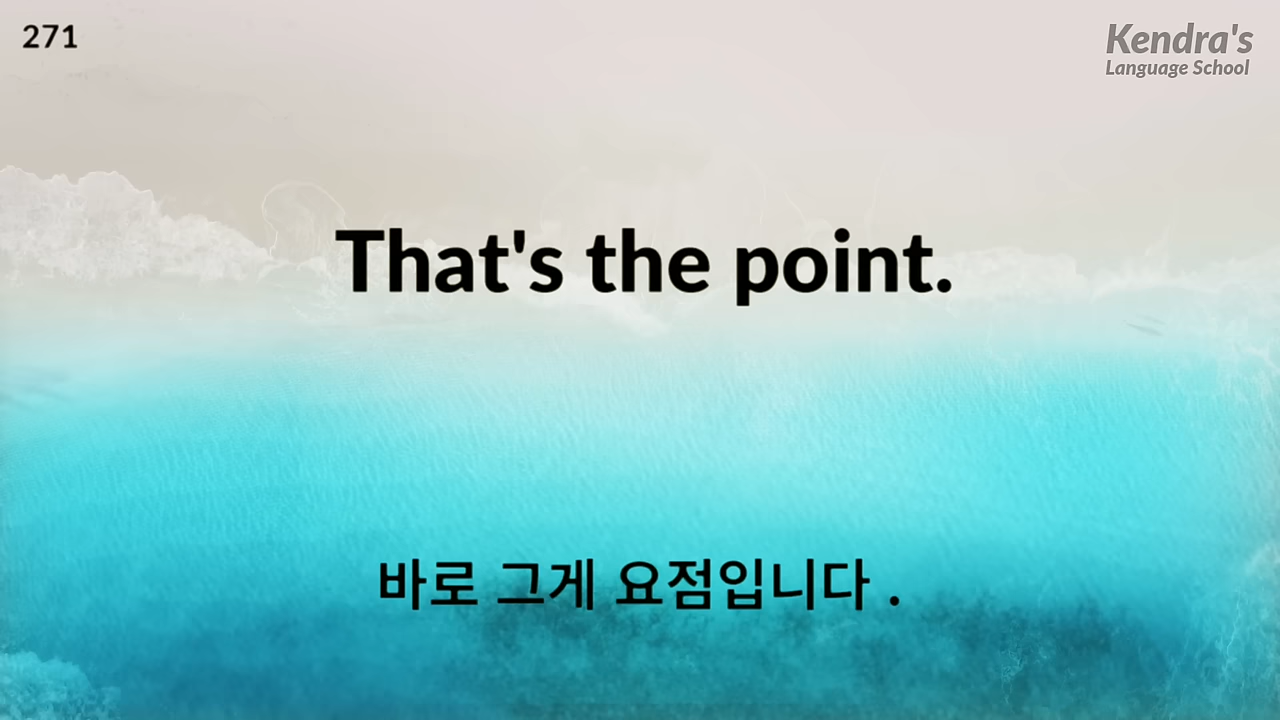 271
Kendra's
Language School
That's the point.
바로 그게 요점입니다 .